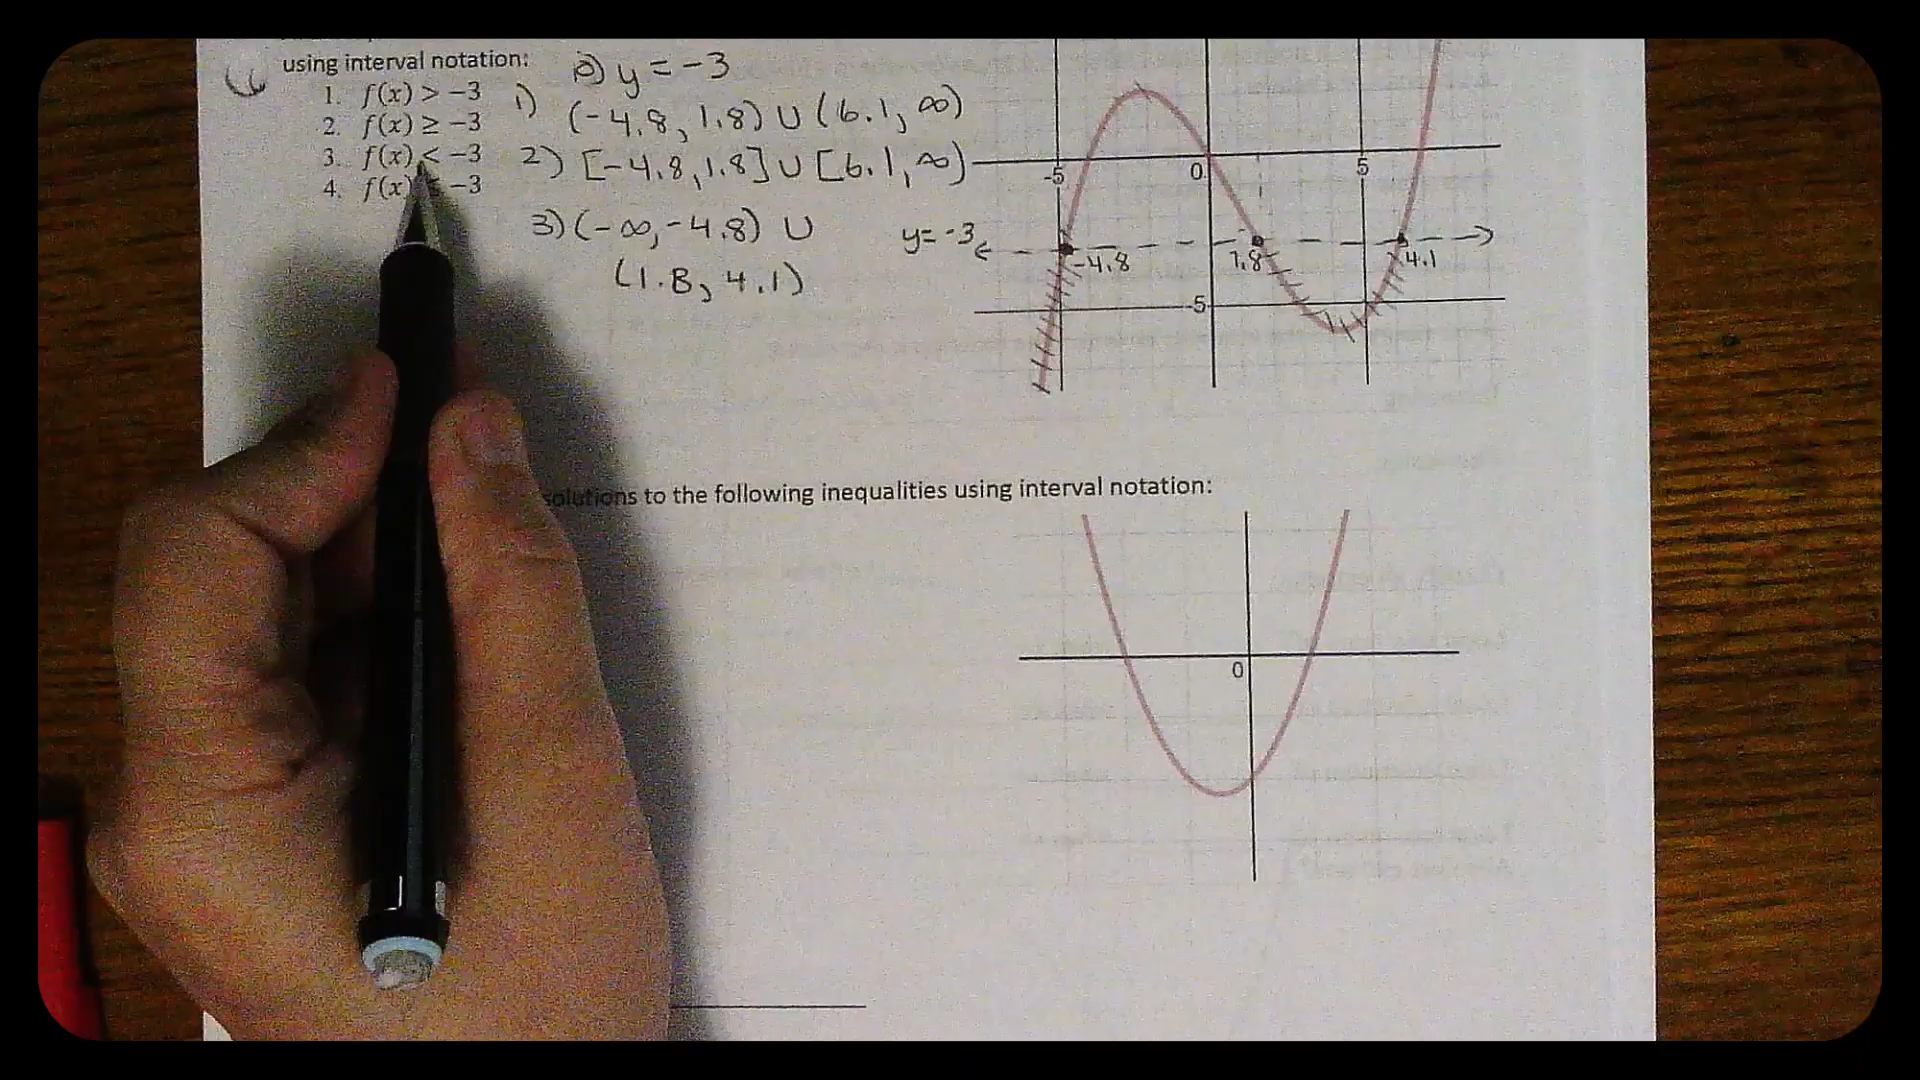 using interval notation:
1. f(x) > −3
2. f(x) ≥ −3
3. f(x) < −3
4. f(x) −3
y = -3
1) (-4.8, 1.8) ∪ (6.1, ∞)
2) [-4.8, 1.8] ∪ [6.1, ∞)
3) (-∞, -4.8) ∪
(1.8, 4.1)
-5
0
5
y= -3
-4.8
1.8
4.1
-5
solutions to the following inequalities using interval notation:
0